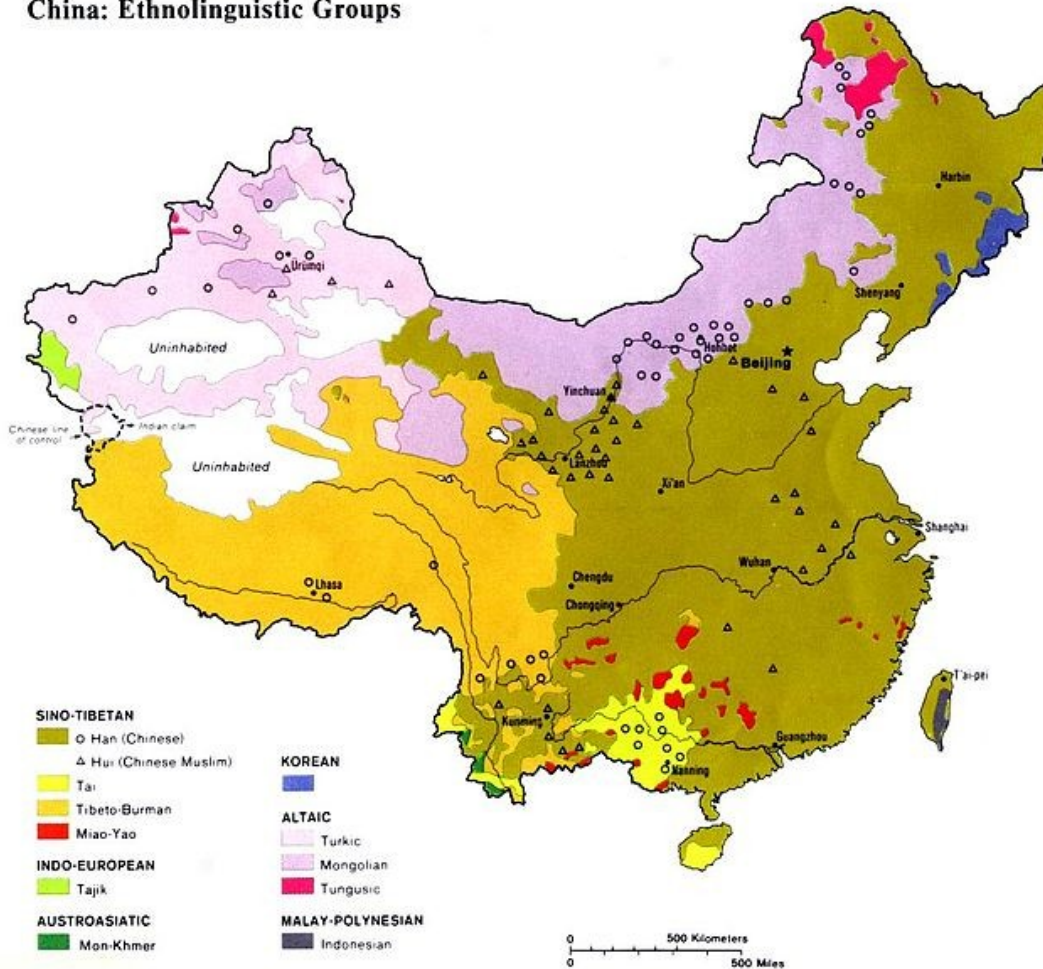 China: Ethnolinguistic Groups
Harbin
Ürümqi
Shenyang
Uninhabited
Hohhot
Beijing
Yinchuan
Chinese line
of control
Indian claim
Uninhabited
Lanzhou
Xi'an
Shanghai
Wuhan
Lhasa
Chengdu
Chongqing
T'ai-pei
Kunming
Guangzhou
Nanning
SINO-TIBETAN
Han (Chinese)
Hui (Chinese Muslim)
Tai
Tibeto-Burman
Miao-Yao
INDO-EUROPEAN
Tajik
AUSTROASIATIC
Mon-Khmer
KOREAN
ALTAIC
Turkic
Mongolian
Tungusic
MALAY-POLYNESIAN
Indonesian
0 500 Kilometers
0 500 Miles